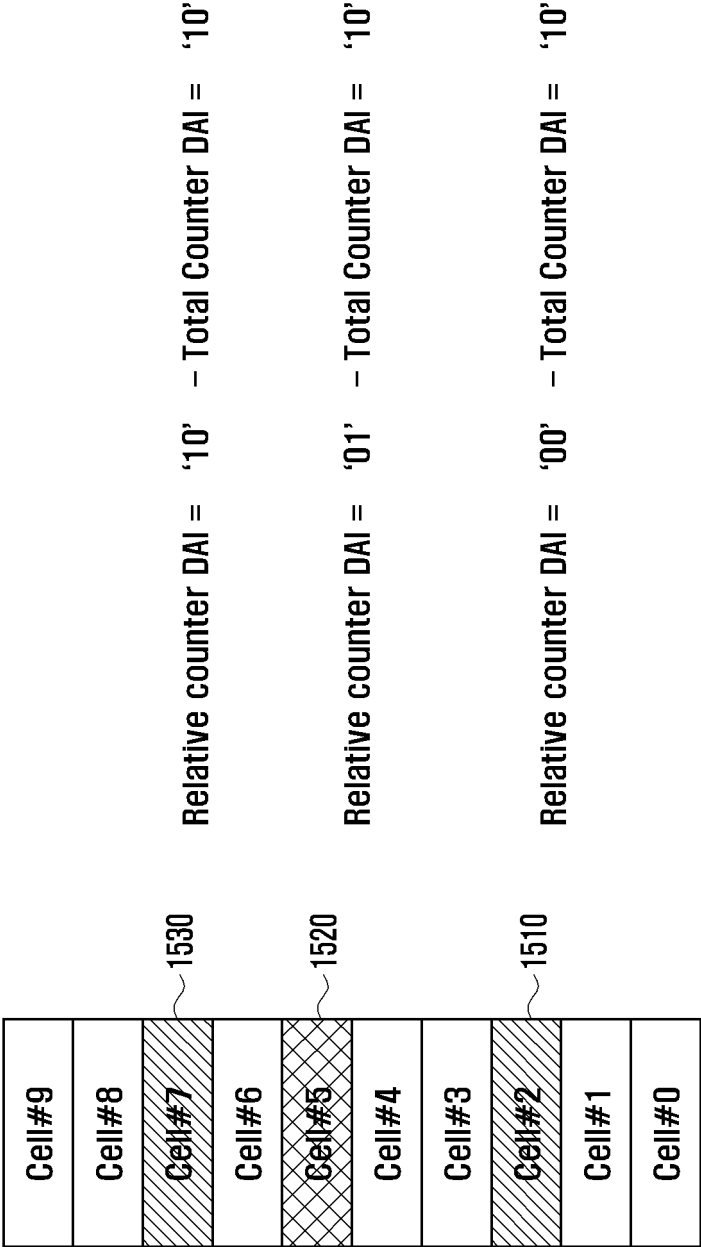 Cell#9
Cell#8
Cell#7 1530 Relative counter DAI = '10' – Total Counter DAI = '10'
Cell#6
Cell#5 1520 Relative counter DAI = '01' – Total Counter DAI = '10'
Cell#4
Cell#3
Cell#2 1510 Relative counter DAI = '00' – Total Counter DAI = '10'
Cell#1
Cell#0